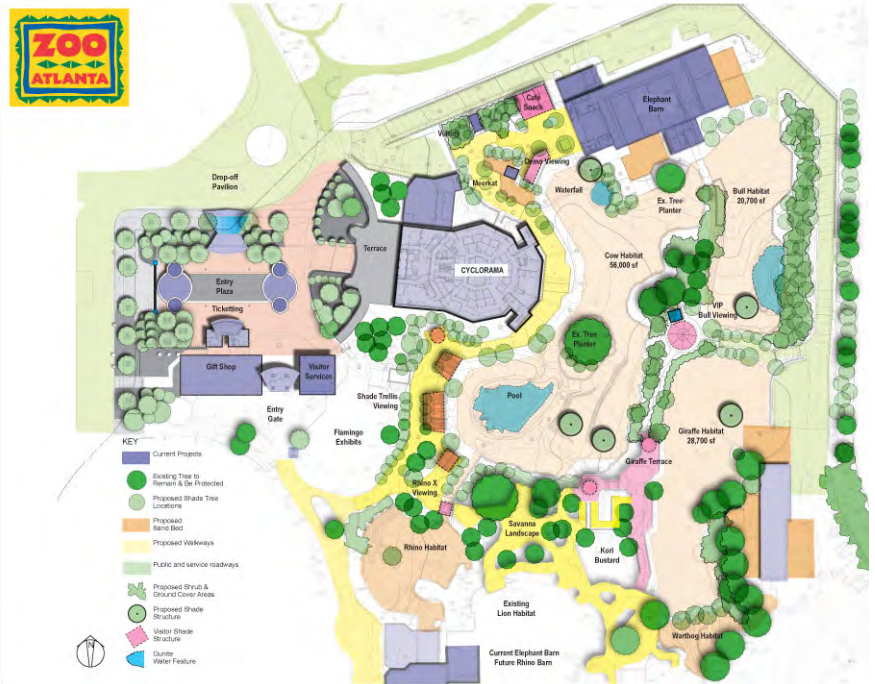 ZOO
ATLANTA
Cafe
Snack
Elephant
Barn
Demo Viewing
Meerkat
Waterfall
Drop-off
Pavilion
Ex. Tree
Planter
Bull Habitat
20,700 sf
Terrace
CYCLORAMA
Cow Habitat
56,000 sf
Entry
Plaza
Ticketting
VIP
Bull Viewing
Ex. Tree
Planter
Gift Shop
Visitor
Services
Shade Trellis
Viewing
Pool
Entry
Gate
Flamingo
Exhibits
Giraffe Habitat
28,700 sf
Giraffe Terrace
Rhino X
Viewing
Savanna
Landscape
Rhino Habitat
Kori
Bustard
Existing
Lion Habitat
Warthog Habitat
Current Elephant Barn
Future Rhino Barn
KEY
Current Projects
Existing Tree to
Remain & Be Protected
Proposed Shade Tree
Locations
Proposed
Sand Bed
Proposed Walkways
Public and service roadways
Proposed Shrub &
Ground Cover Areas
Proposed Shade
Structure
Visitor Shade
Structure
Gunite
Water Feature
N